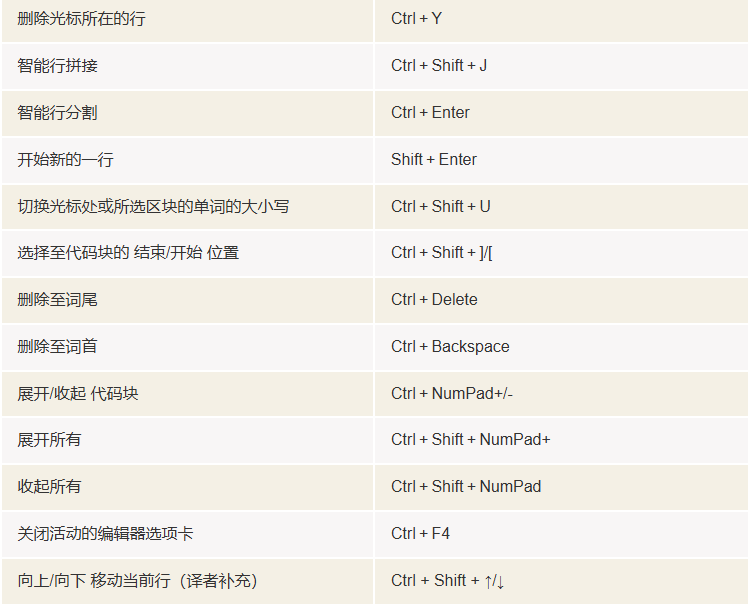 删除光标所在的行 Ctrl + Y
智能行拼接 Ctrl + Shift + J
智能行分割 Ctrl + Enter
开始新的一行 Shift + Enter
切换光标处或所选区块的单词的大小写 Ctrl + Shift + U
选择至代码块的 结束/开始 位置 Ctrl + Shift + ]/[
删除至词尾 Ctrl + Delete
删除至词首 Ctrl + Backspace
展开/收起 代码块 Ctrl + NumPad+/-
展开所有 Ctrl + Shift + NumPad+
收起所有 Ctrl + Shift + NumPad
关闭活动的编辑器选项卡 Ctrl + F4
向上/向下 移动当前行（译者补充） Ctrl + Shift + ↑/↓